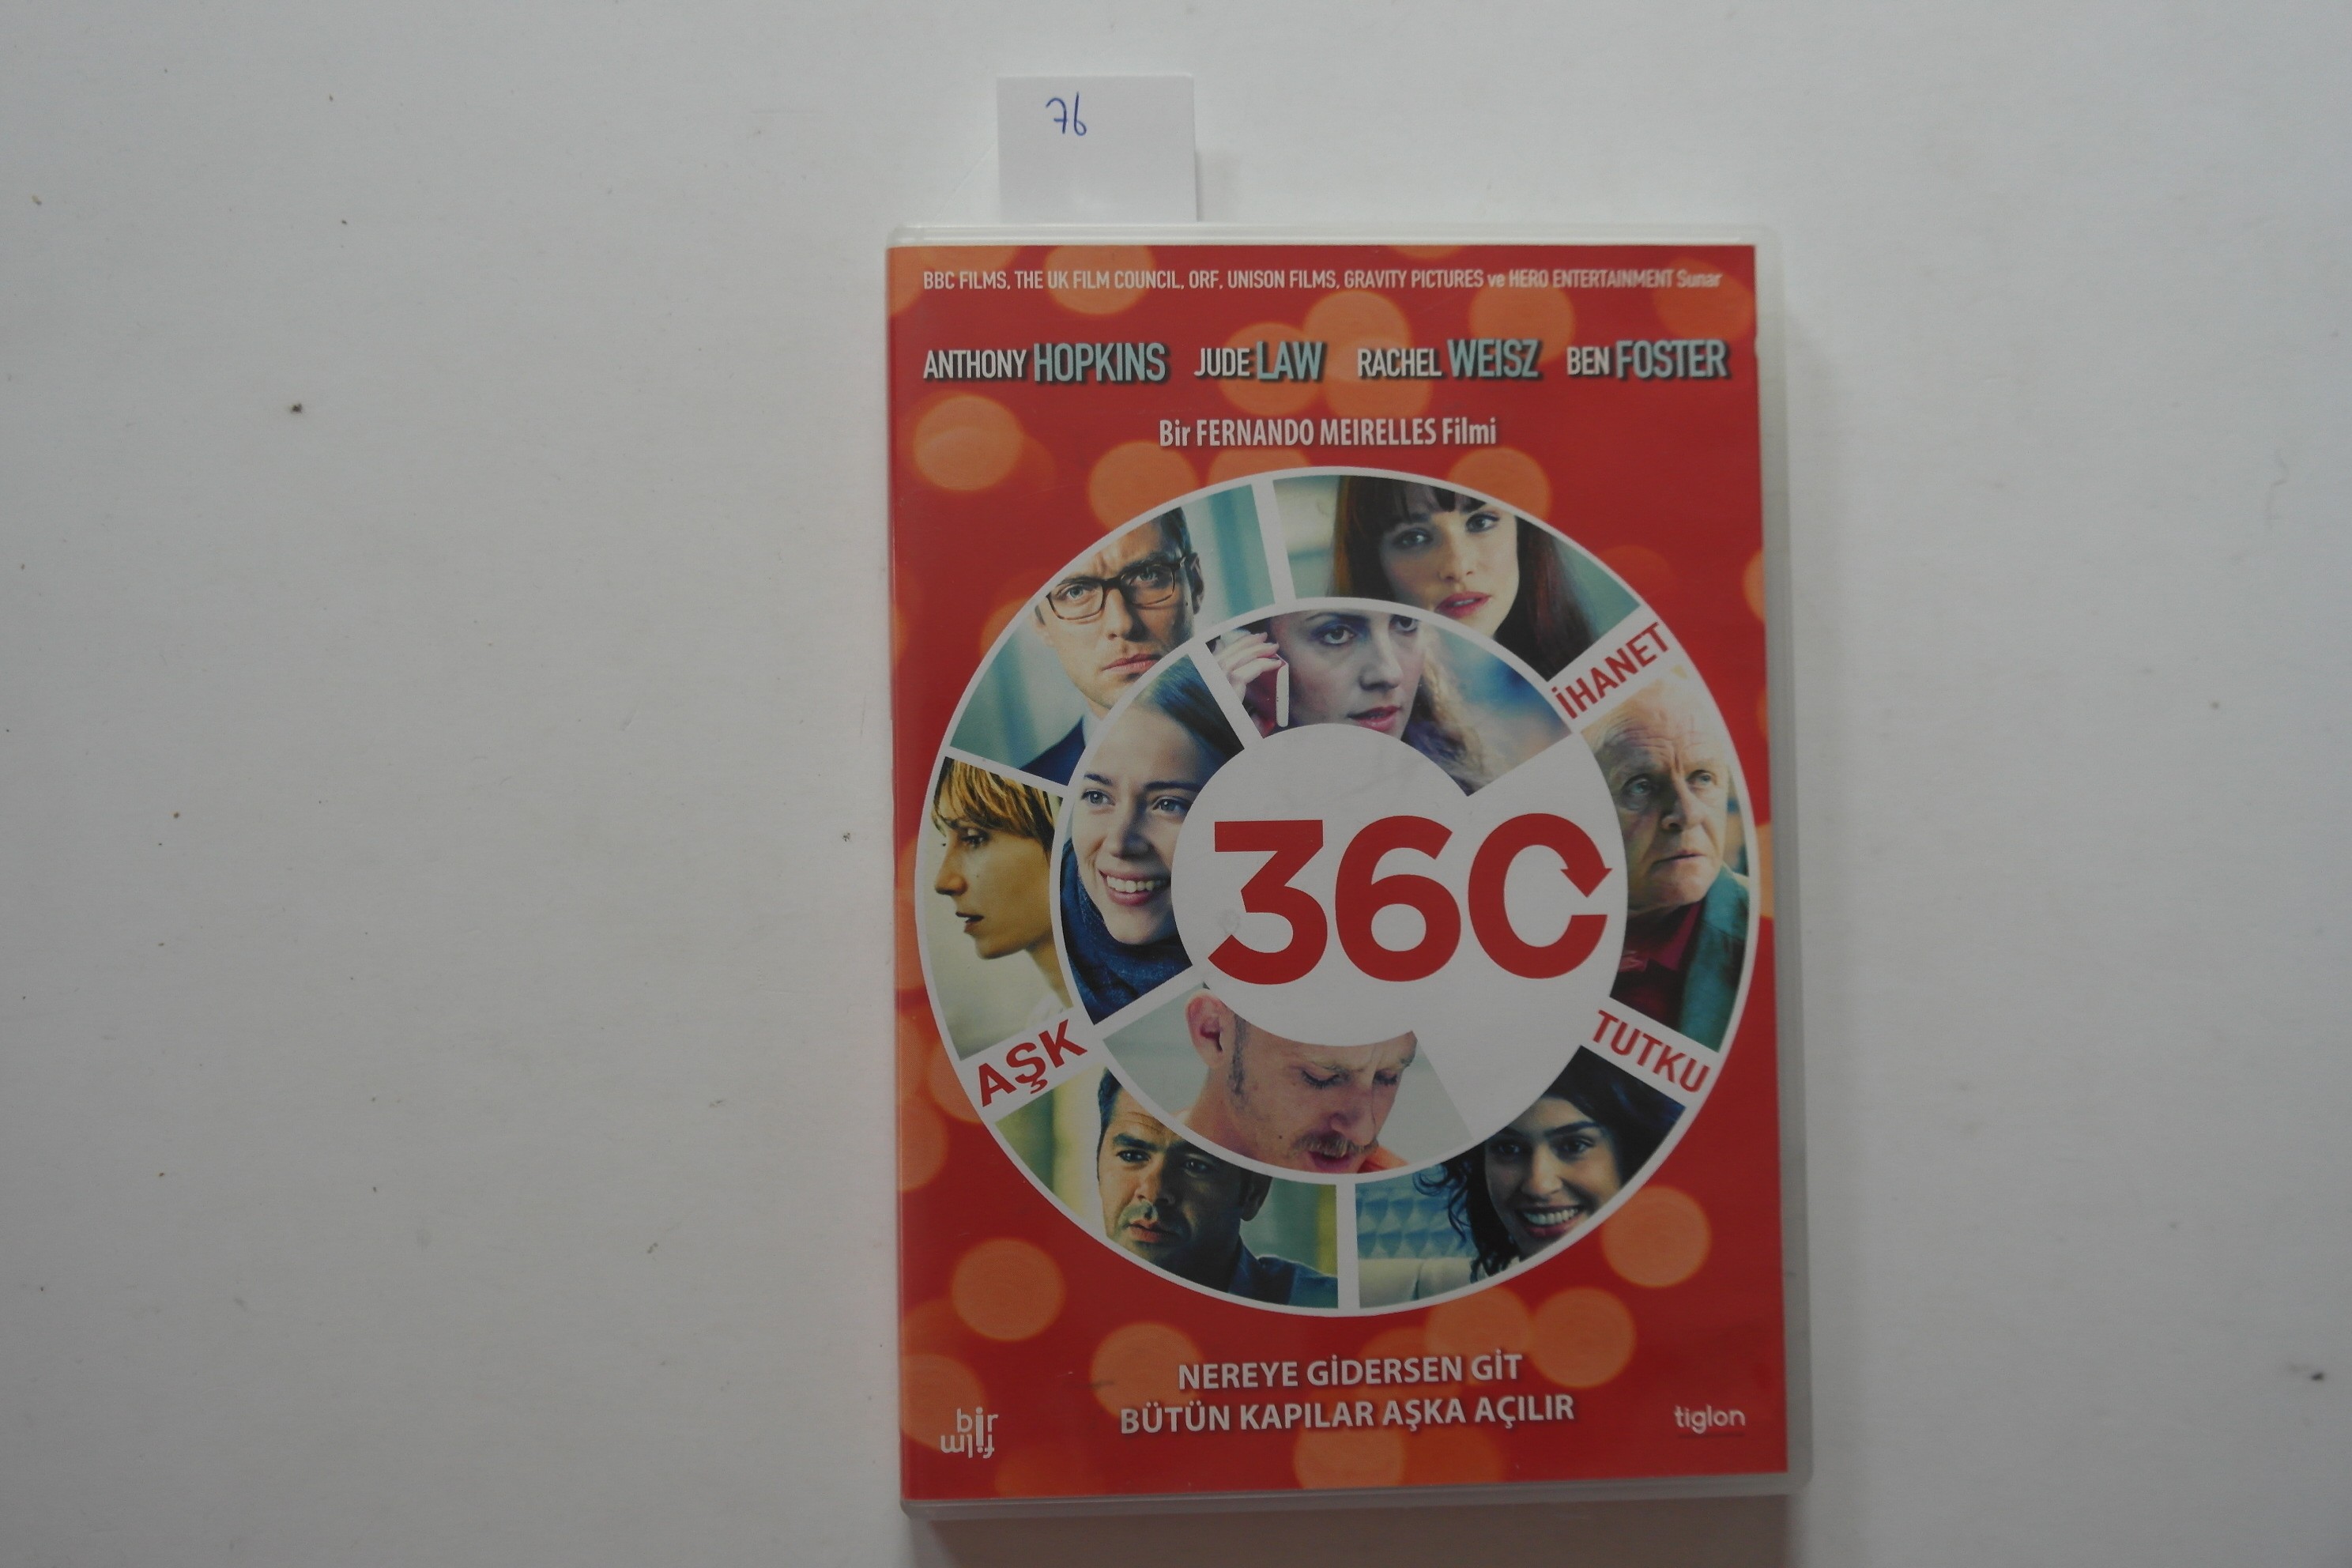 76
BBC FILMS, THE UK FILM COUNCIL, ORF, UNISON FILMS, GRAVITY PICTURES ve HERO ENTERTAINMENT Sunar
ANTHONY HOPKINS JUDE LAW RACHEL WEISZ BEN FOSTER
Bir FERNANDO MEIRELLES Filmi
İHANET
360
AŞK
TUTKU
NEREYE GİDERSEN GİT
BÜTÜN KAPILAR AŞKA AÇILIR
bir
film
tiglon